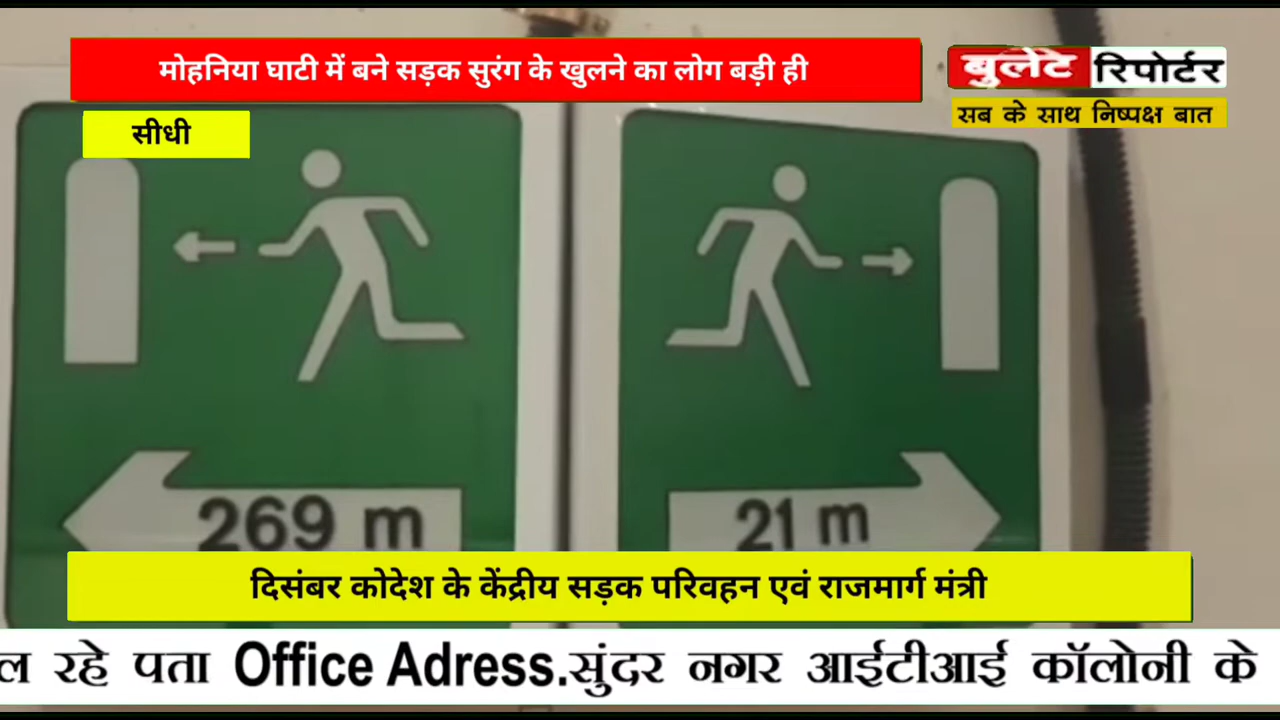 मोहनिया घाटी में बने सड़क सुरंग के खुलने का लोग बड़ी ही
बुलेट रिपोर्टर
सब के साथ निष्पक्ष बात
सीधी
269 m
21 m
दिसंबर कोदेश के केंद्रीय सड़क परिवहन एवं राजमार्ग मंत्री
ल रहे पता Office Adress.सुंदर नगर आईटीआई कॉलोनी के